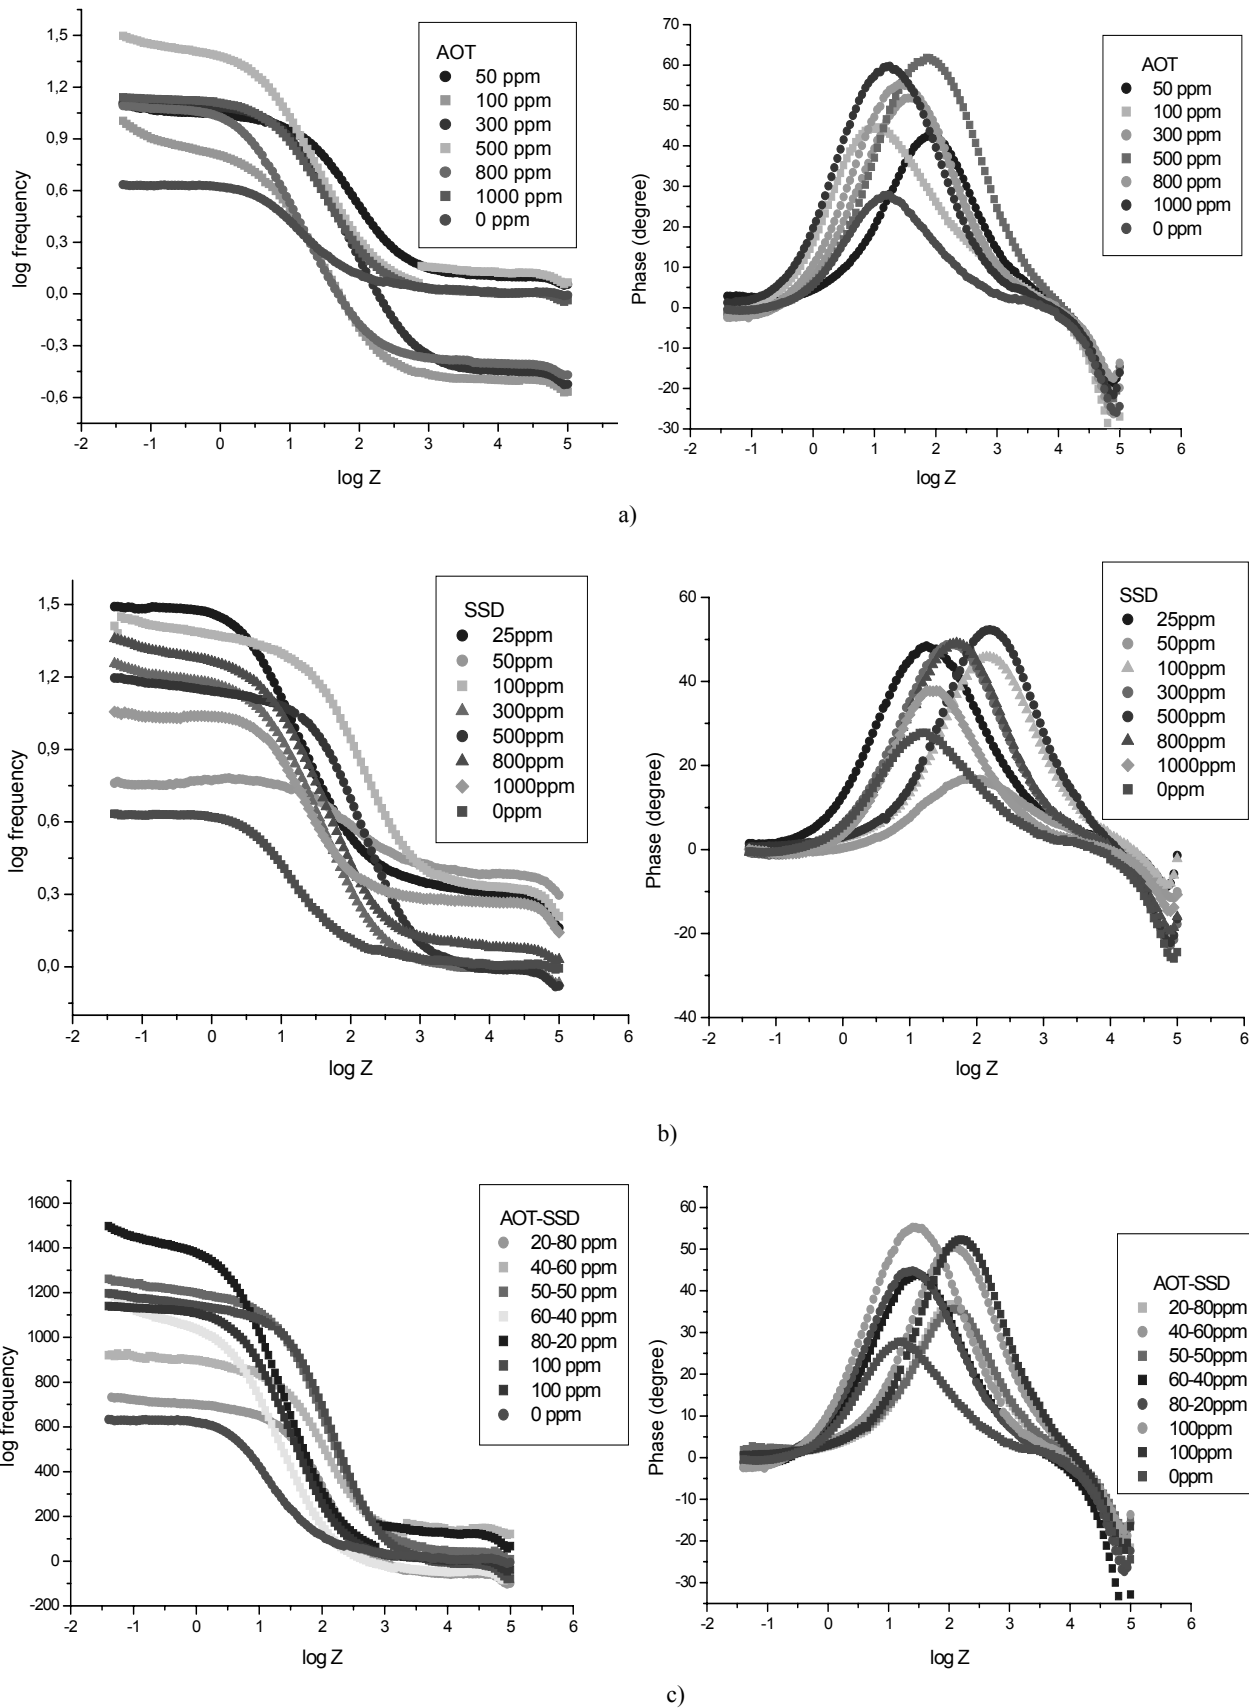 1,5
1,2
0,9
0,6
0,3
0,0
-0,3
-0,6
log frequency
-2 -1 0 1 2 3 4 5
log Z
AOT
50 ppm
100 ppm
300 ppm
500 ppm
800 ppm
1000 ppm
0 ppm
70
60
50
40
30
20
10
0
-10
-20
-30
Phase (degree)
-2 -1 0 1 2 3 4 5 6
log Z
AOT
50 ppm
100 ppm
300 ppm
500 ppm
800 ppm
1000 ppm
0 ppm
a)
1,5
1,2
0,9
0,6
0,3
0,0
log frequency
-2 -1 0 1 2 3 4 5 6
log Z
SSD
25ppm
50ppm
100ppm
300ppm
500ppm
800ppm
1000ppm
0ppm
60
40
20
0
-20
-40
Phase (degree)
-2 -1 0 1 2 3 4 5 6
log Z
SSD
25ppm
50ppm
100ppm
300ppm
500ppm
800ppm
1000ppm
0ppm
b)
1600
1400
1200
1000
800
600
400
200
0
-200
log frequency
-2 -1 0 1 2 3 4 5 6
log Z
AOT-SSD
20-80 ppm
40-60 ppm
50-50 ppm
60-40 ppm
80-20 ppm
100 ppm
100 ppm
0 ppm
60
50
40
30
20
10
0
-10
-20
-30
Phase (degree)
-2 -1 0 1 2 3 4 5 6
log Z
AOT-SSD
20-80ppm
40-60ppm
50-50ppm
60-40ppm
80-20ppm
100ppm
100ppm
0ppm
c)